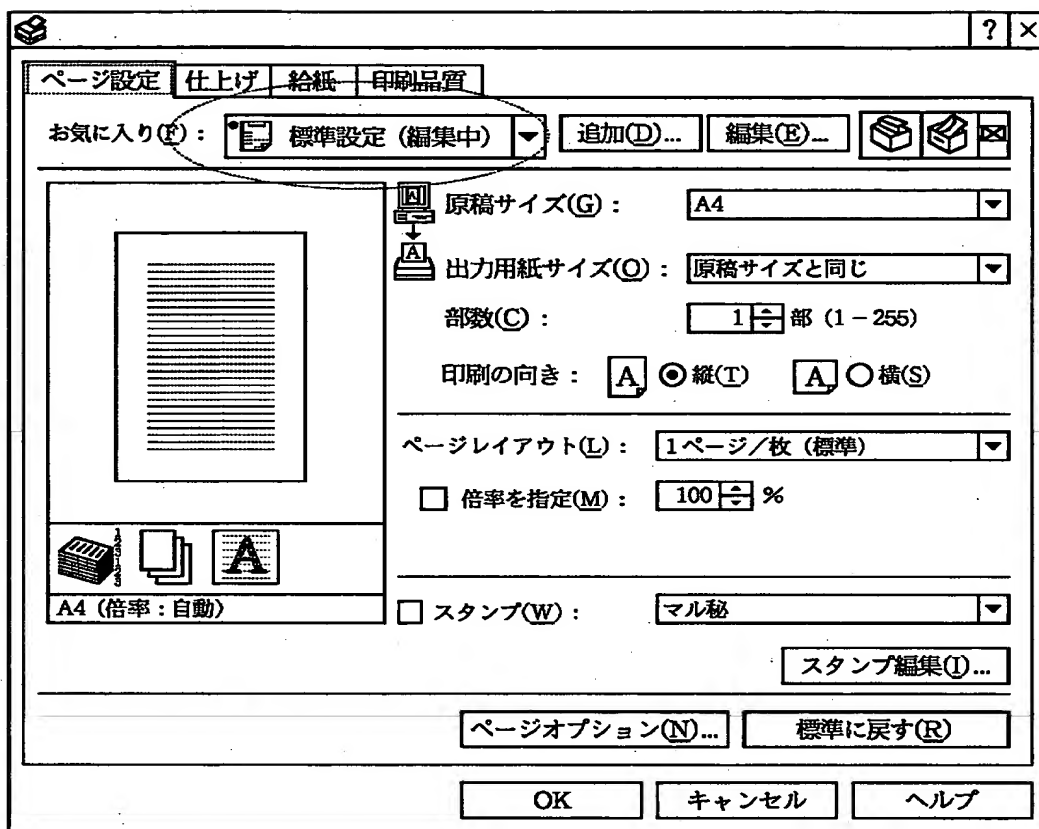 ? ×
ページ設定 仕上げ 給紙 印刷品質
お気に入り(F)： 標準設定（編集中） 追加(D)... 編集(E)...
原稿サイズ(G)： A4
出力用紙サイズ(O)： 原稿サイズと同じ
部数(C)： 1 部（1－255）
印刷の向き： A 縦(T) A 横(S)
ページレイアウト(L)： 1ページ／枚（標準）
倍率を指定(M)： 100 %
123123
A
A4（倍率：自動）
スタンプ(W)： マル秘
スタンプ編集(I)...
ページオプション(N)... 標準に戻す(R)
OK キャンセル ヘルプ